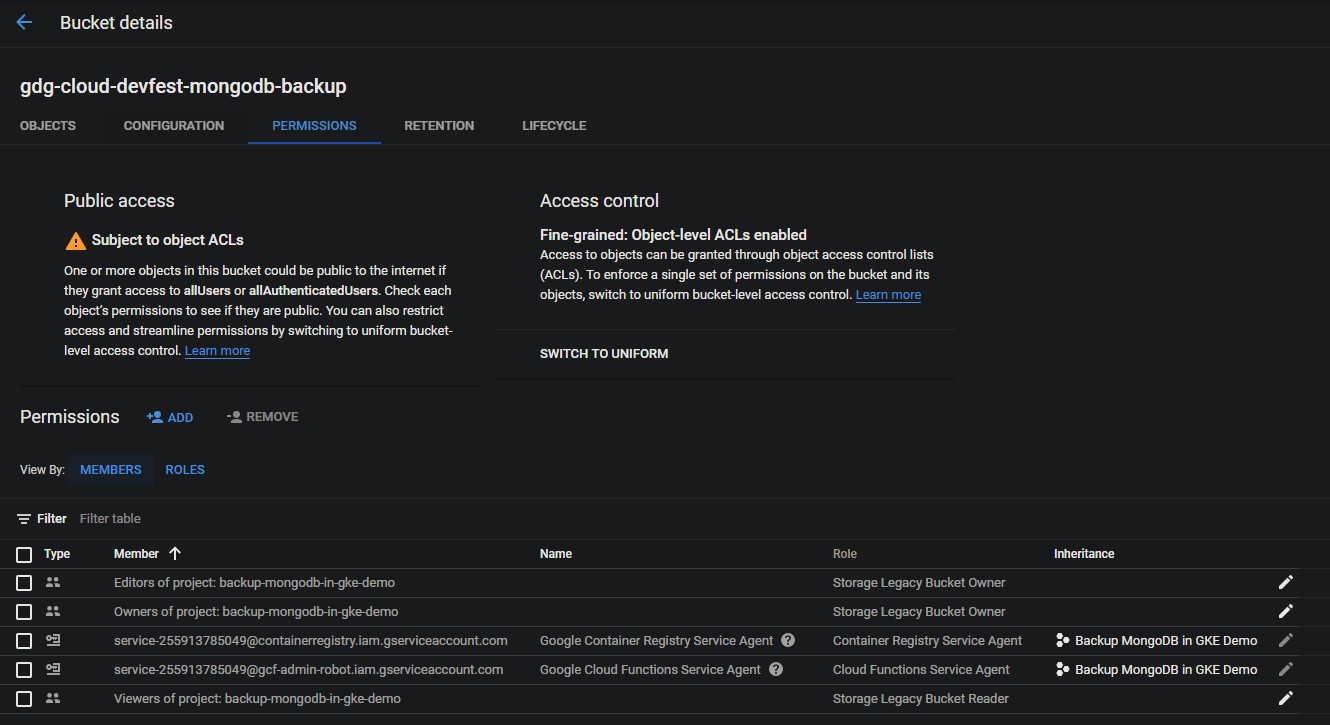 Bucket details
gdg-cloud-devfest-mongodb-backup
OBJECTS CONFIGURATION PERMISSIONS RETENTION LIFECYCLE
Public access
Subject to object ACLs
One or more objects in this bucket could be public to the internet if
they grant access to allUsers or allAuthenticatedUsers. Check each
object's permissions to see if they are public. You can also restrict
access and streamline permissions by switching to uniform bucket-
level access control. Learn more
Access control
Fine-grained: Object-level ACLs enabled
Access to objects can be granted through object access control lists
(ACLs). To enforce a single set of permissions on the bucket and its
objects, switch to uniform bucket-level access control. Learn more
SWITCH TO UNIFORM
Permissions ADD REMOVE
View By: MEMBERS ROLES
Filter Filter table
Type Member Name Role Inheritance
Editors of project: backup-mongodb-in-gke-demo Storage Legacy Bucket Owner
Owners of project: backup-mongodb-in-gke-demo Storage Legacy Bucket Owner
service-255913785049@containerregistry.iam.gserviceaccount.com Google Container Registry Service Agent Container Registry Service Agent Backup MongoDB in GKE Demo
service-255913785049@gcf-admin-robot.iam.gserviceaccount.com Google Cloud Functions Service Agent Cloud Functions Service Agent Backup MongoDB in GKE Demo
Viewers of project: backup-mongodb-in-gke-demo Storage Legacy Bucket Reader